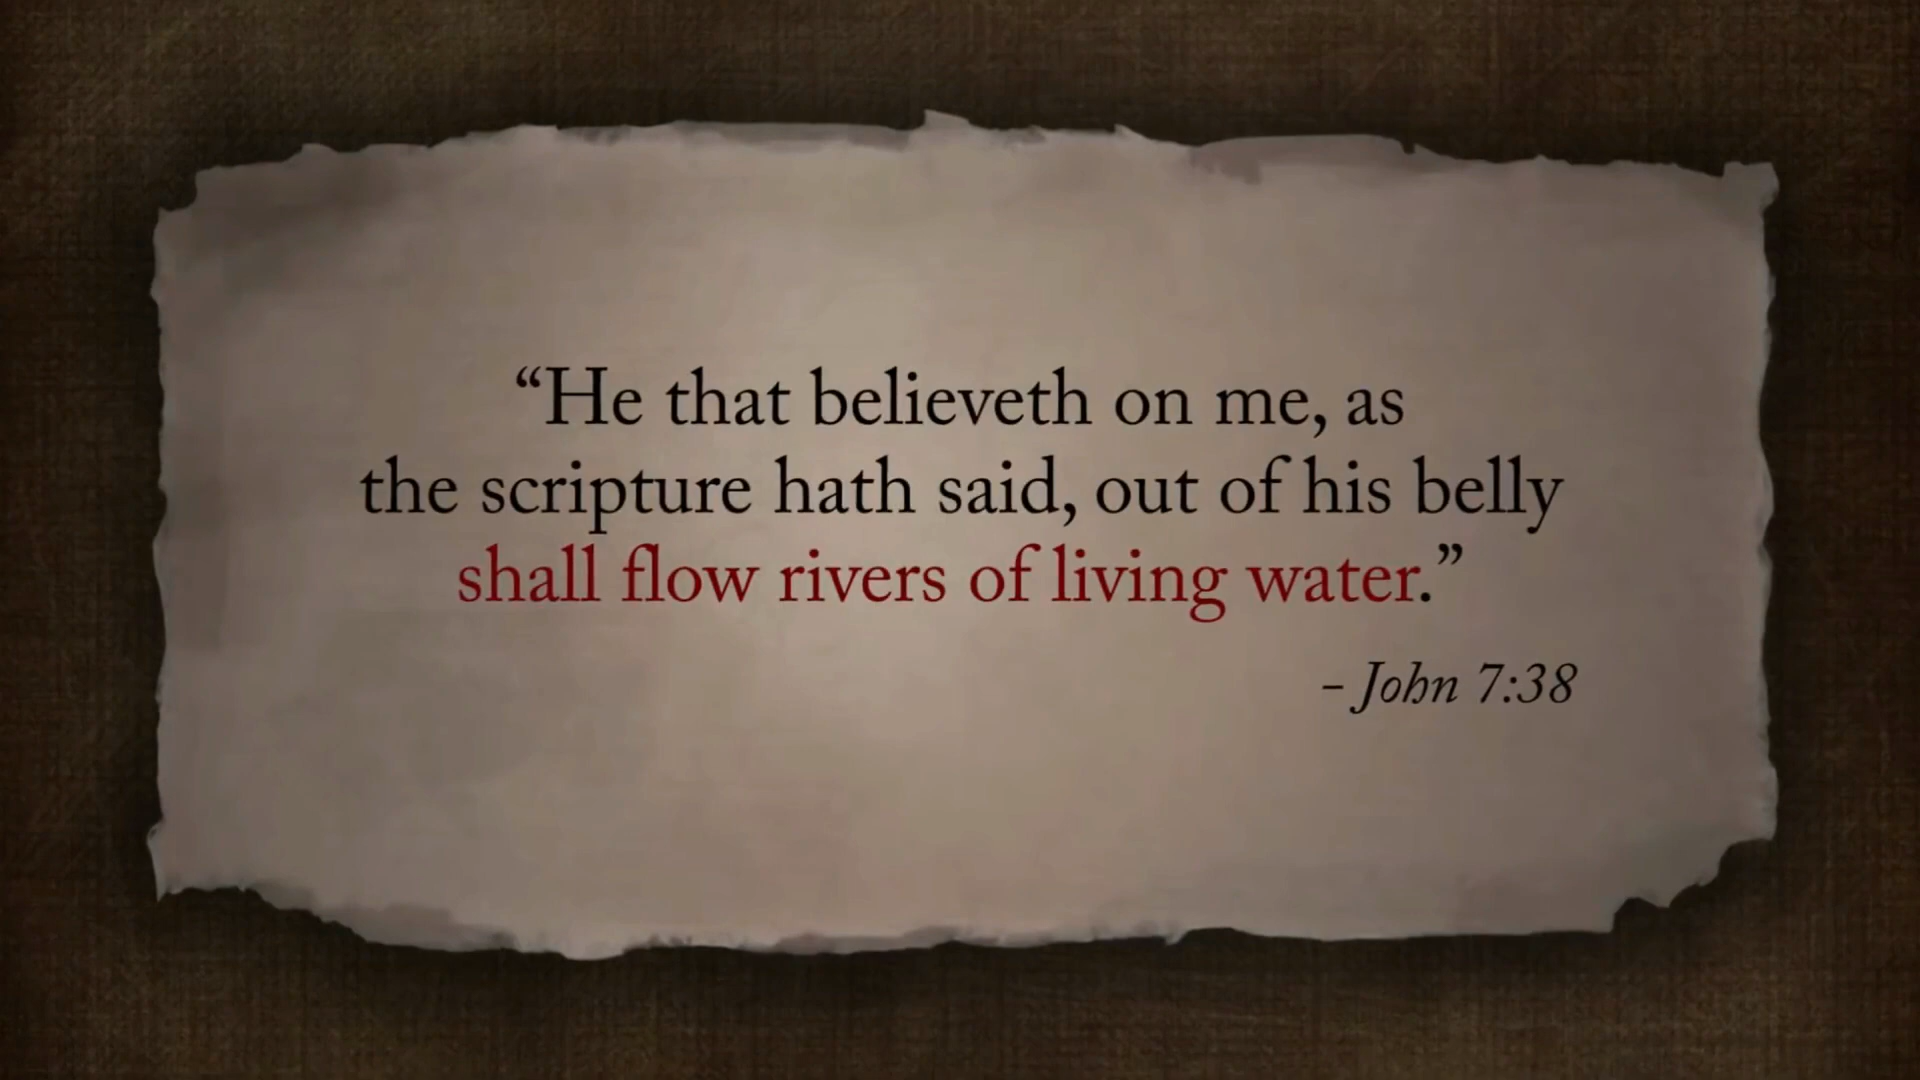 “He that believeth on me, as
the scripture hath said, out of his belly
shall flow rivers of living water.”
– John 7:38